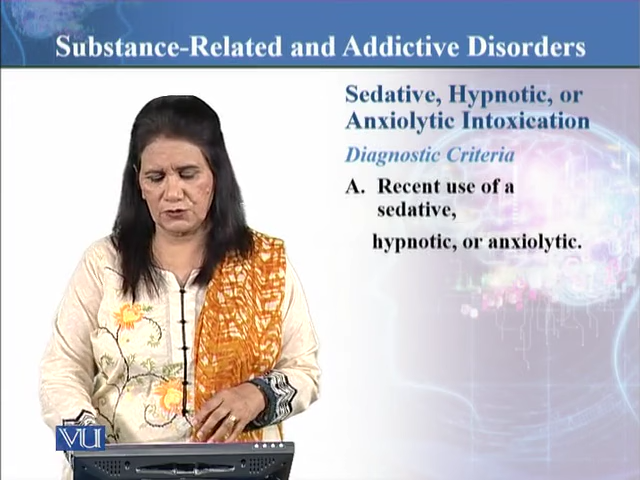 Substance-Related and Addictive Disorders
Sedative, Hypnotic, or
Anxiolytic Intoxication
Diagnostic Criteria
A. Recent use of a
sedative,
hypnotic, or anxiolytic.
VU